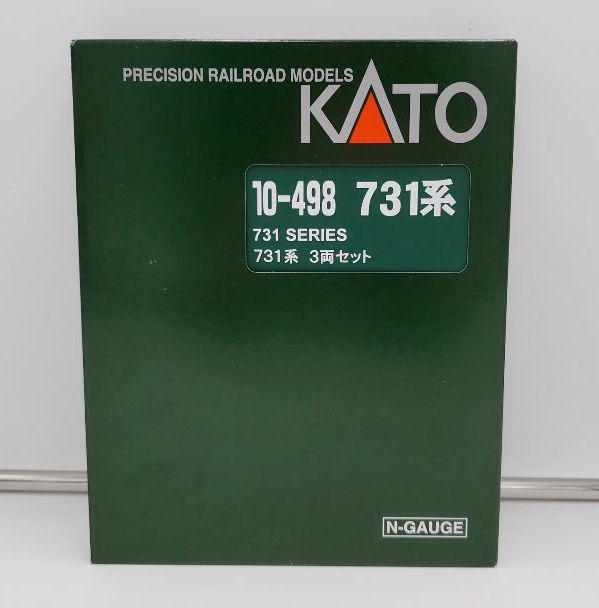 PRECISION RAILROAD MODELS
KATO
10-498 731系
731 SERIES
731系 3両セット
N-GAUGE